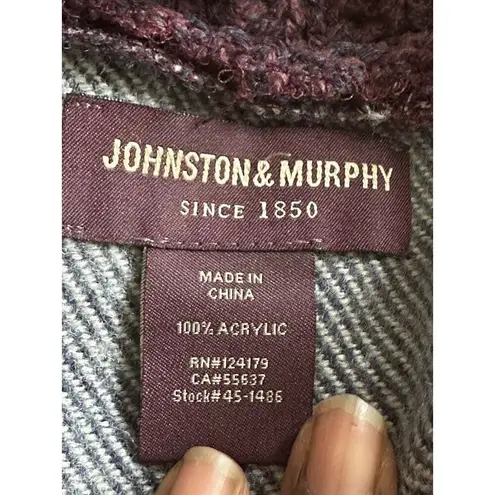 JOHNSTON & MURPHY
SINCE 1850
MADE IN
CHINA
100% ACRYLIC
RN#124179
CA#55637
Stock#45-1486